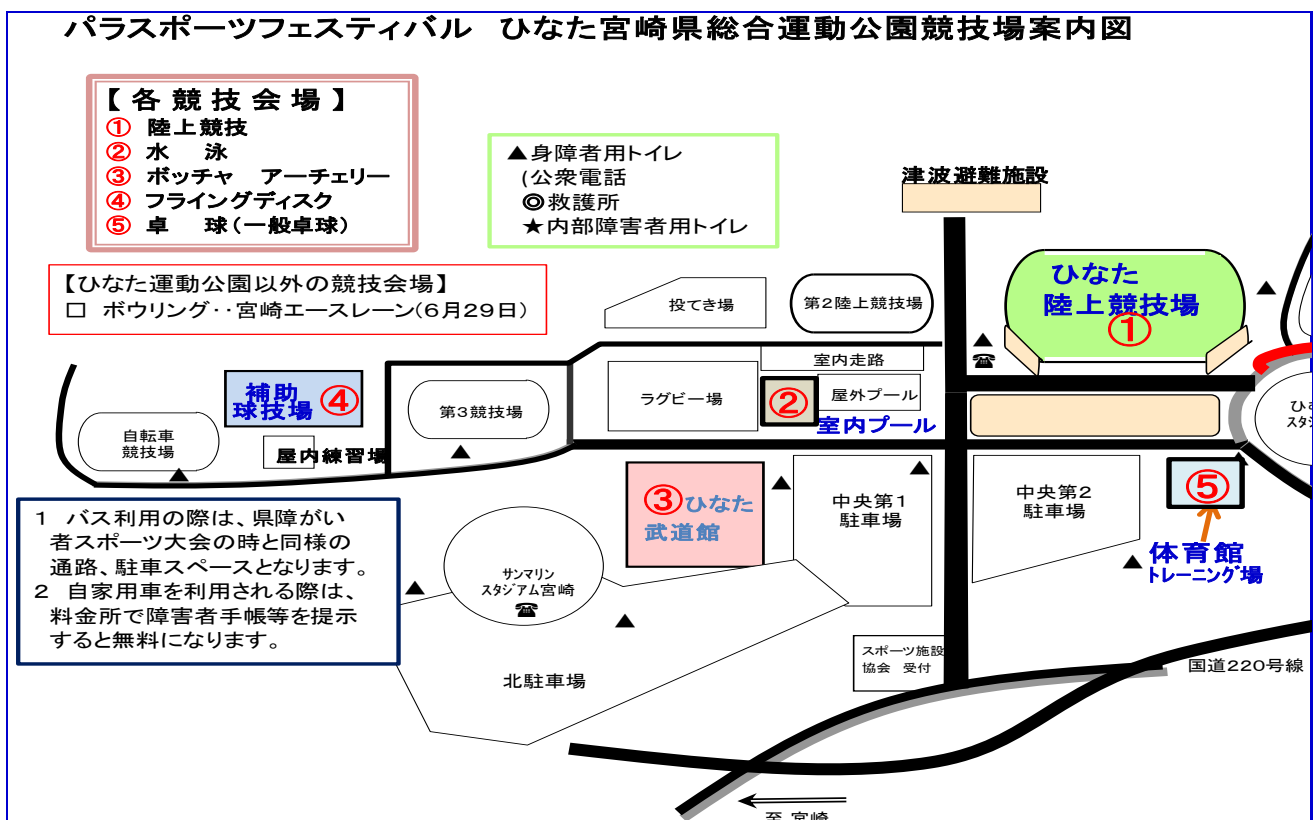 パラスポーツフェスティバル ひなた宮崎県総合運動公園競技場案内図
【 各 競 技 会 場 】
① 陸上競技
② 水 泳
③ ボッチャ アーチェリー
④ フライングディスク
⑤ 卓 球(一般卓球)
▲身障者用トイレ
(公衆電話
◎救護所
★内部障害者用トイレ
【ひなた運動公園以外の競技会場】
□ ボウリング‥宮崎エースレーン(6月29日)
津波避難施設
ひなた
陸上競技場
①
投てき場
第2陸上競技場
室内走路
補助
球技場 ④
第3競技場
ラグビー場
②
屋外プール
室内プール
自転車
競技場
屋内練習場
ひ
スタジ
③ひなた
武道館
中央第1
駐車場
中央第2
駐車場
⑤
体育館
トレーニング場
1 バス利用の際は、県障がい
者スポーツ大会の時と同様の
通路、駐車スペースとなります。
2 自家用車を利用される際は、
料金所で障害者手帳等を提示
すると無料になります。
サンマリン
スタジアム宮崎
北駐車場
スポーツ施設
協会 受付
国道220号線
至 宮崎